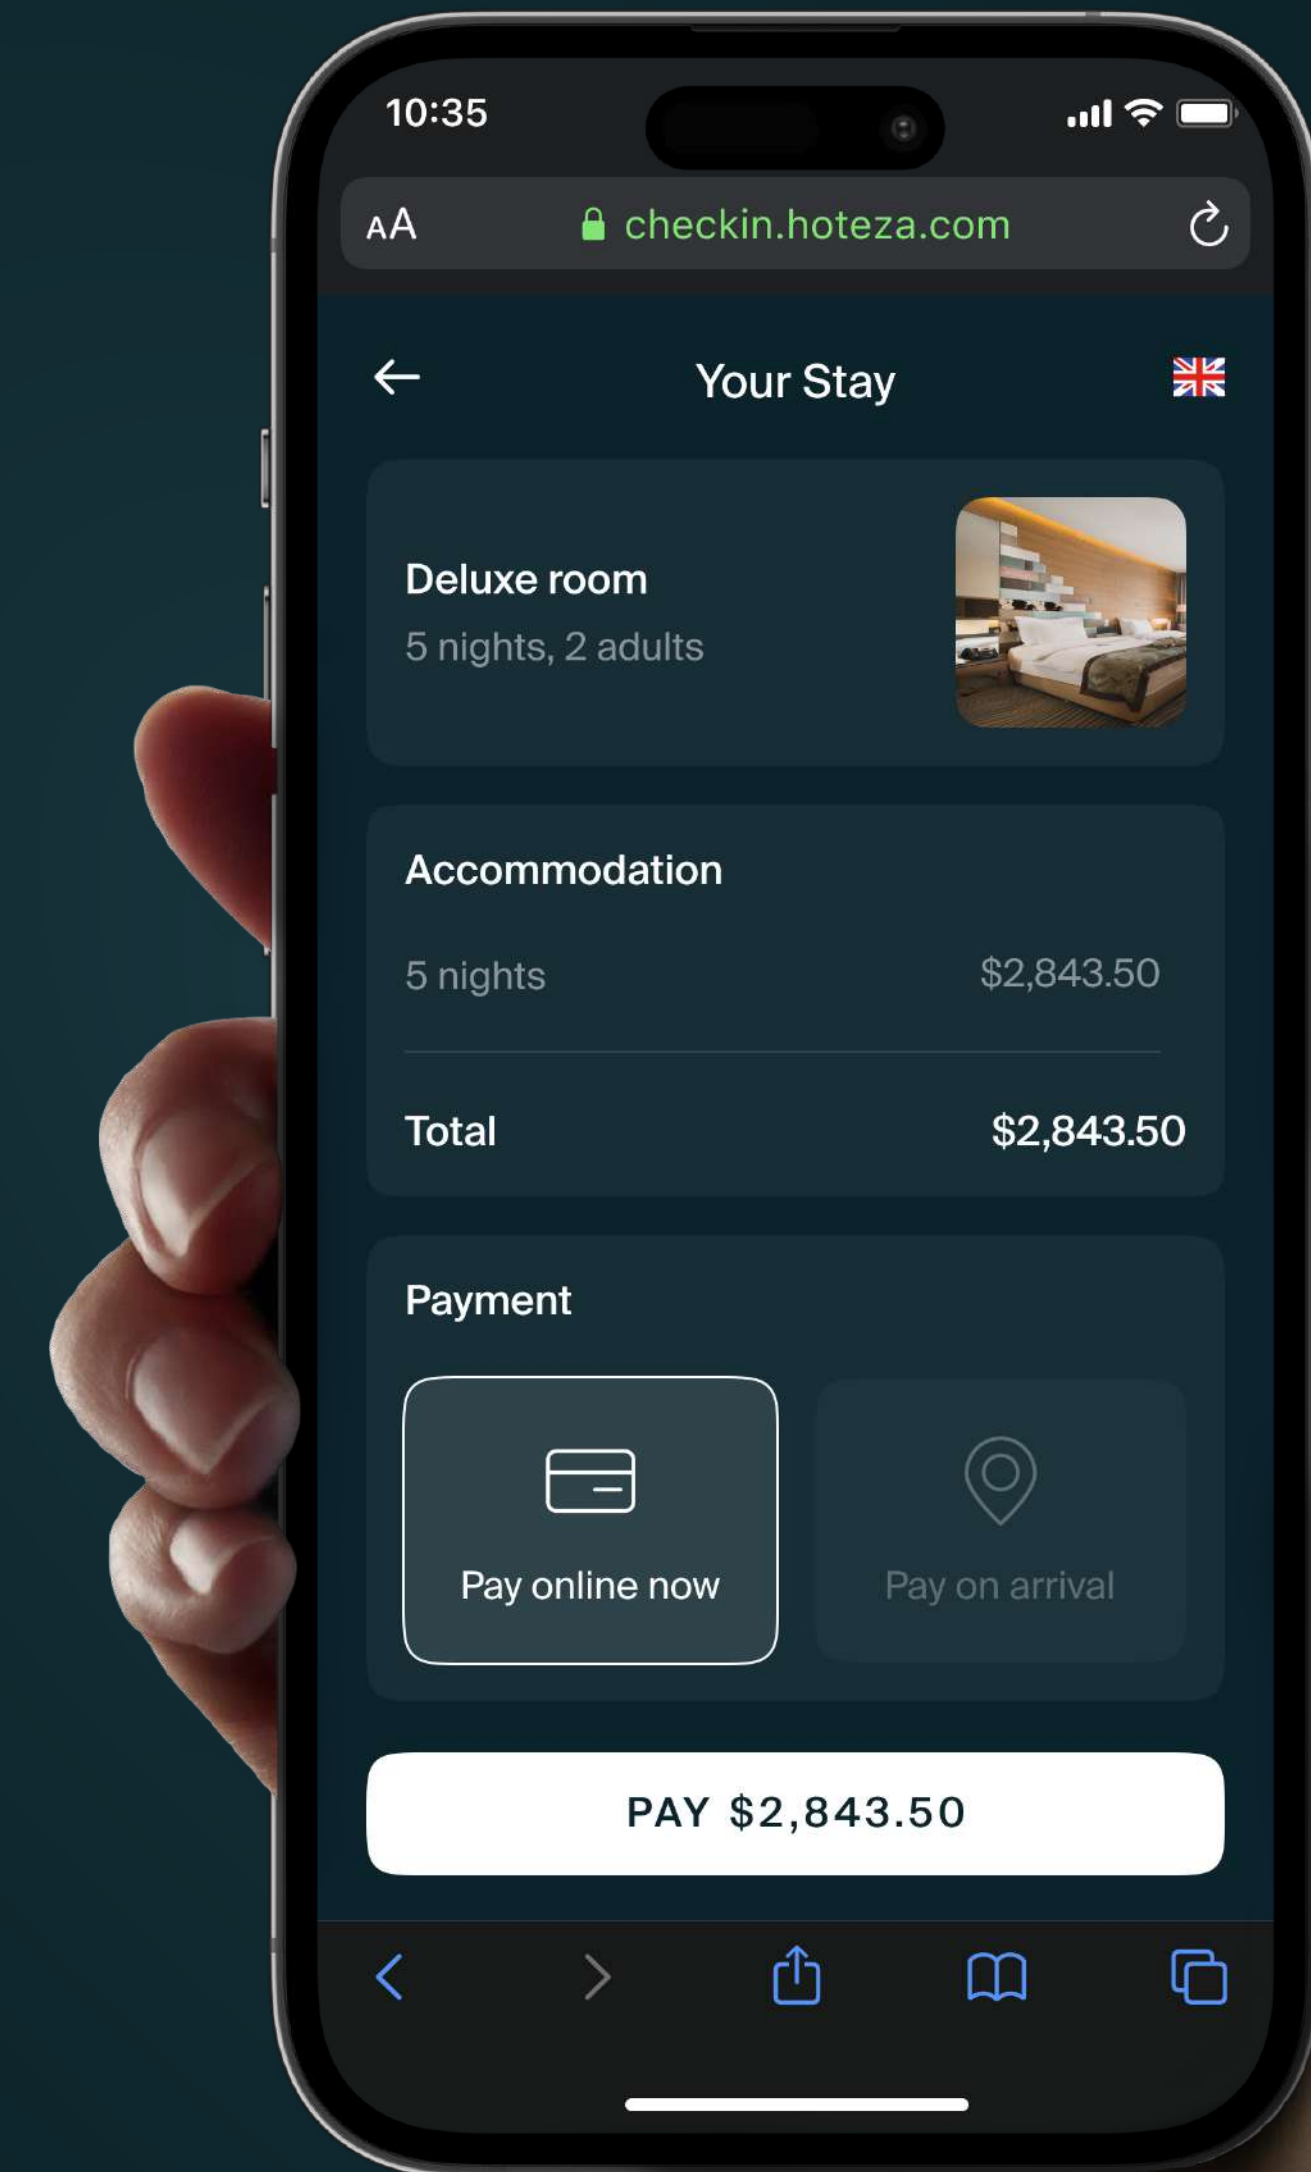 10:35
AA
checkin.hoteza.com
Your Stay
Deluxe room
5 nights, 2 adults
Accommodation
5 nights $2,843.50
Total $2,843.50
Payment
Pay online now Pay on arrival
PAY $2,843.50